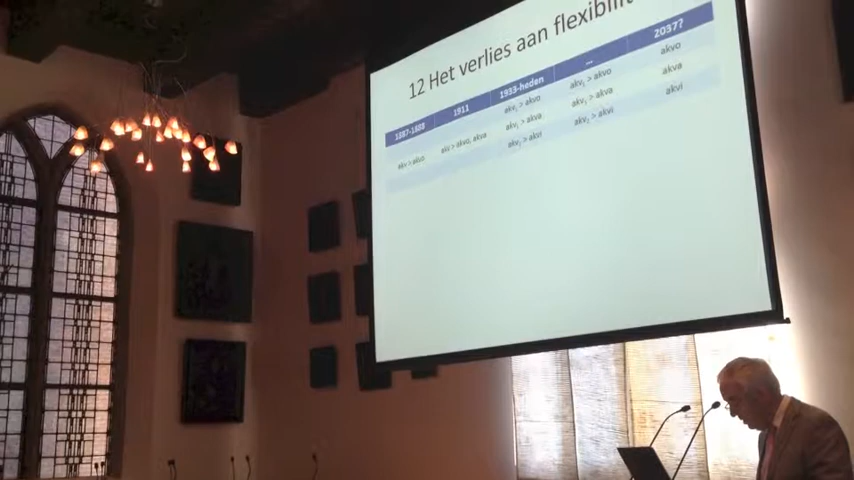 12 Het verlies aan flexibilit
1887-1888 1911 1933-heden ... 2037?
akv > akvo akv > akvo, akva akv₁ > akvo akv₁ > akvo akvo
akv₂ > akva akv₂ > akva akva
akv₃ > akvi akv₃ > akvi akvi